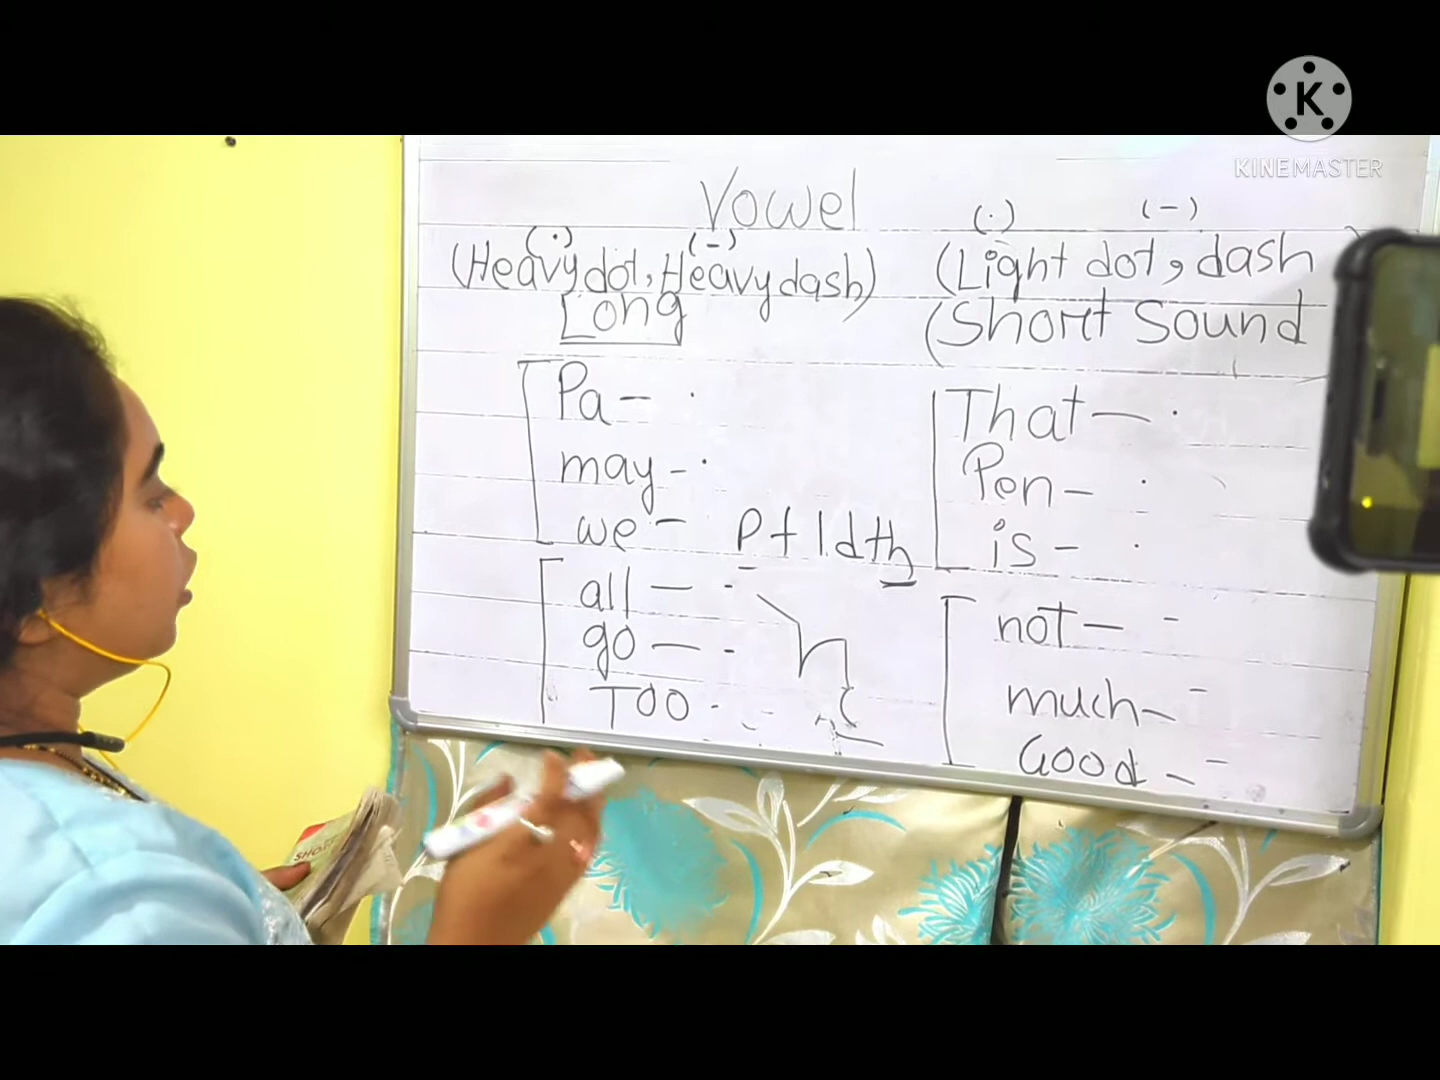 KINEMASTER
Vowel
(·) (-)
(Heavy dot, Heavy dash)
Long
Pa - ·
may - ·
we -
all - -
go - -
TOO -
(·) (-)
(Light dot, dash
(Short Sound
That - ·
Pen - ·
is - ·
not - -
much - -
Good - -